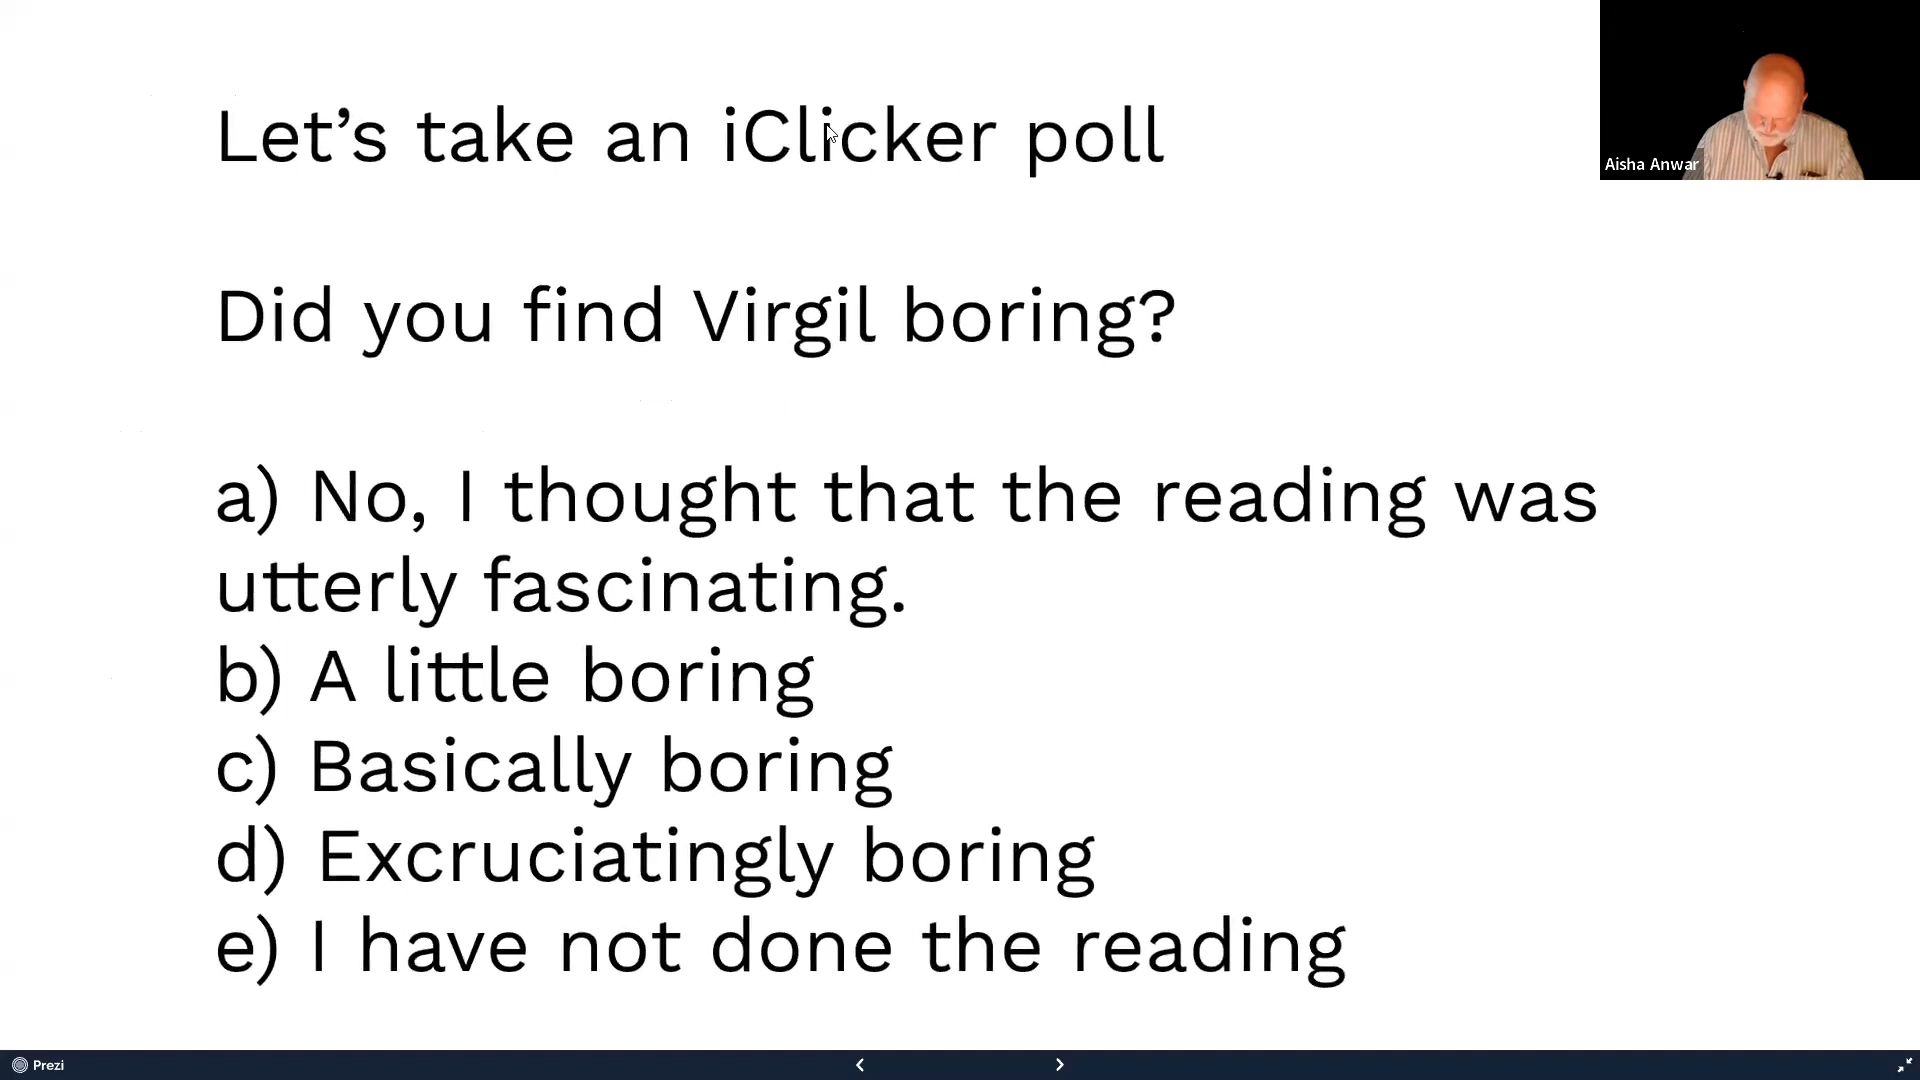 Let’s take an iClicker poll
Aisha Anwar
Did you find Virgil boring?
a) No, I thought that the reading was
utterly fascinating.
b) A little boring
c) Basically boring
d) Excruciatingly boring
e) I have not done the reading
Prezi